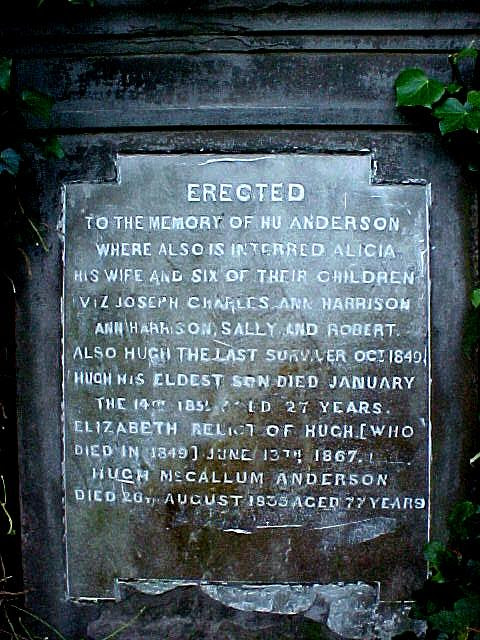 ERECTED
TO THE MEMORY OF HU ANDERSON,
WHERE ALSO IS INTERRED ALICIA
HIS WIFE AND SIX OF THEIR CHILDREN
VIZ JOSEPH CHARLES, ANN HARRISON
ANN HARRISON, SALLY AND ROBERT.
ALSO HUGH THE LAST SURVIVER OCT 1849,
HUGH HIS ELDEST SON DIED JANUARY
THE 14TH 27 YEARS.
ELIZABETH RELICT OF HUGH, [WHO
DIED IN 1849] JUNE 13TH 1867.
HUGH McCALLUM ANDERSON
DIED AUGUST AGED 77 YEARS